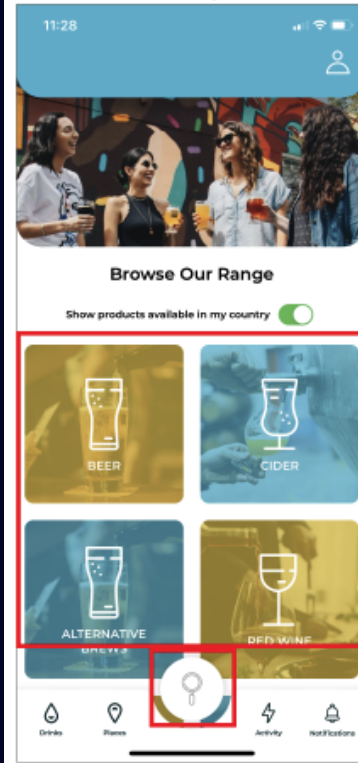 11:28
Browse Our Range
Show products available in my country
BEER
CIDER
ALTERNATIVE
BREWS
RED WINE
Drinks
Places
Activity
Notifications